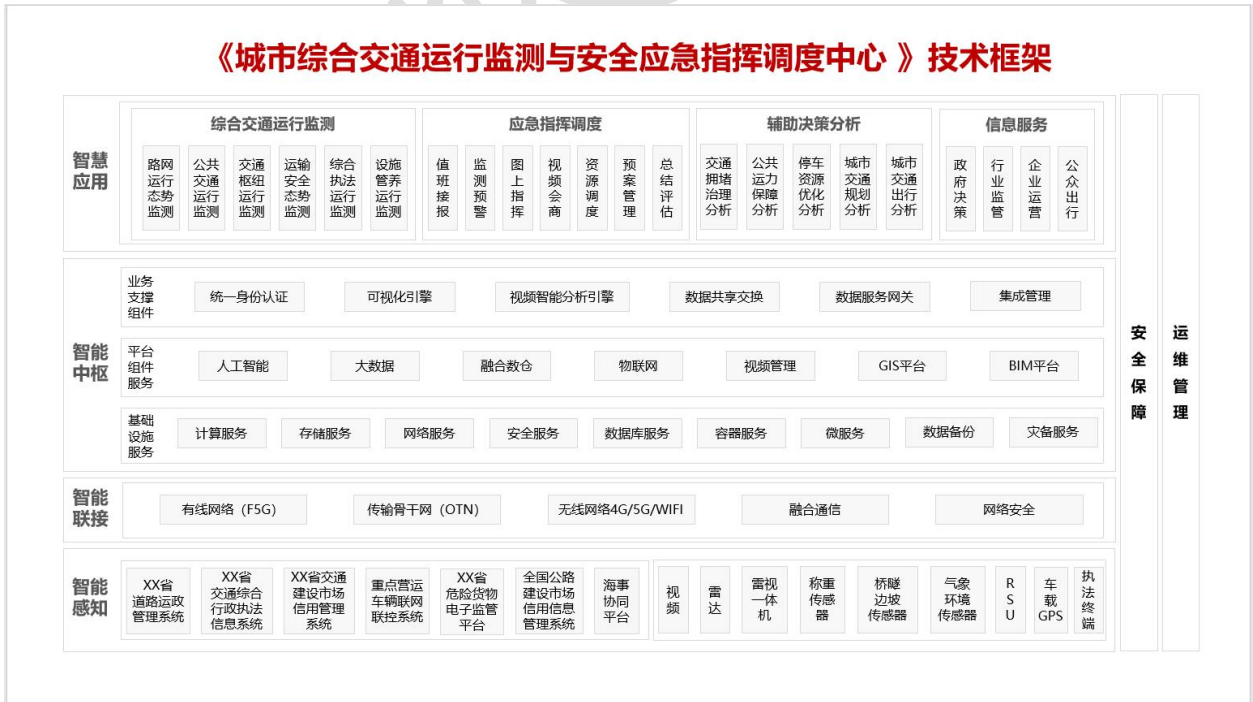 《城市综合交通运行监测与安全应急指挥调度中心 》技术框架
智慧
应用
综合交通运行监测
路网
运行
态势
监测
公共
交通
运行
监测
交通
枢纽
运行
监测
运输
安全
态势
监测
综合
执法
运行
监测
设施
管养
运行
监测
应急指挥调度
值班接报
监测预警
图上指挥
视频会商
资源调度
预案管理
总结评估
辅助决策分析
交通
拥堵
治理
分析
公共
运力
保障
分析
停车
资源
优化
分析
城市
交通
规划
分析
城市
交通
出行
分析
信息服务
政府决策
行业监管
企业运营
公众出行
智能
中枢
业务
支撑
组件
统一身份认证
可视化引擎
视频智能分析引擎
数据共享交换
数据服务网关
集成管理
平台
组件
服务
人工智能
大数据
融合数仓
物联网
视频管理
GIS平台
BIM平台
基础
设施
服务
计算服务
存储服务
网络服务
安全服务
数据库服务
容器服务
微服务
数据备份
灾备服务
智能
联接
有线网络（F5G）
传输骨干网（OTN）
无线网络4G/5G/WIFI
融合通信
网络安全
智能
感知
XX省
道路运政
管理系统
XX省
交通综合
行政执法
信息系统
XX省交通
建设市场
信用管理
系统
重点营运
车辆联网
联控系统
XX省
危险货物
电子监管
平台
全国公路
建设市场
信用信息
管理系统
海事
协同
平台
视频
雷达
雷视
一体
机
称重
传感
器
桥隧
边坡
传感器
气象
环境
传感器
RSU
车
载
GPS
执法终端
安全保障
运维管理